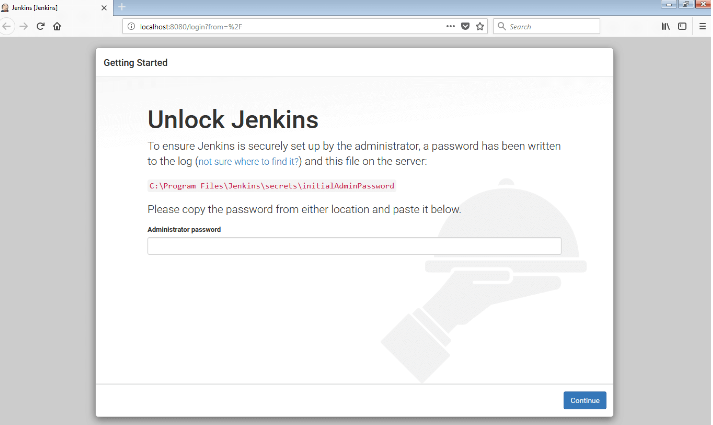 Jenkins [Jenkins]
localhost:8080/login?from=%2F
Search
Getting Started
Unlock Jenkins
To ensure Jenkins is securely set up by the administrator, a password has been written
to the log (not sure where to find it?) and this file on the server:
C:\Program Files\Jenkins\secrets\initialAdminPassword
Please copy the password from either location and paste it below.
Administrator password
Continue